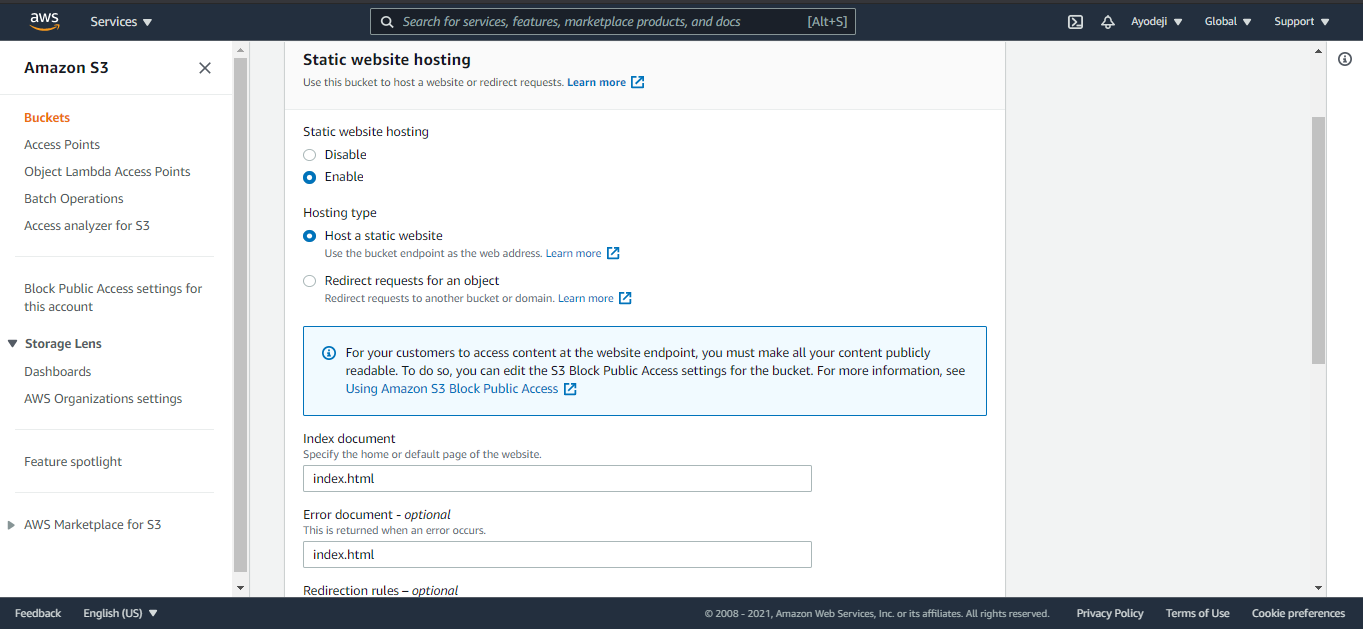 aws
Services
Search for services, features, marketplace products, and docs
[Alt+S]
Ayodeji
Global
Support
Amazon S3
Buckets
Access Points
Object Lambda Access Points
Batch Operations
Access analyzer for S3
Block Public Access settings for
this account
Storage Lens
Dashboards
AWS Organizations settings
Feature spotlight
AWS Marketplace for S3
Static website hosting
Use this bucket to host a website or redirect requests. Learn more
Static website hosting
Disable
Enable
Hosting type
Host a static website
Use the bucket endpoint as the web address. Learn more
Redirect requests for an object
Redirect requests to another bucket or domain. Learn more
For your customers to access content at the website endpoint, you must make all your content publicly
readable. To do so, you can edit the S3 Block Public Access settings for the bucket. For more information, see
Using Amazon S3 Block Public Access
Index document
Specify the home or default page of the website.
index.html
Error document - optional
This is returned when an error occurs.
index.html
Redirection rules – optional
Feedback
English (US)
© 2008 - 2021, Amazon Web Services, Inc. or its affiliates. All rights reserved.
Privacy Policy
Terms of Use
Cookie preferences